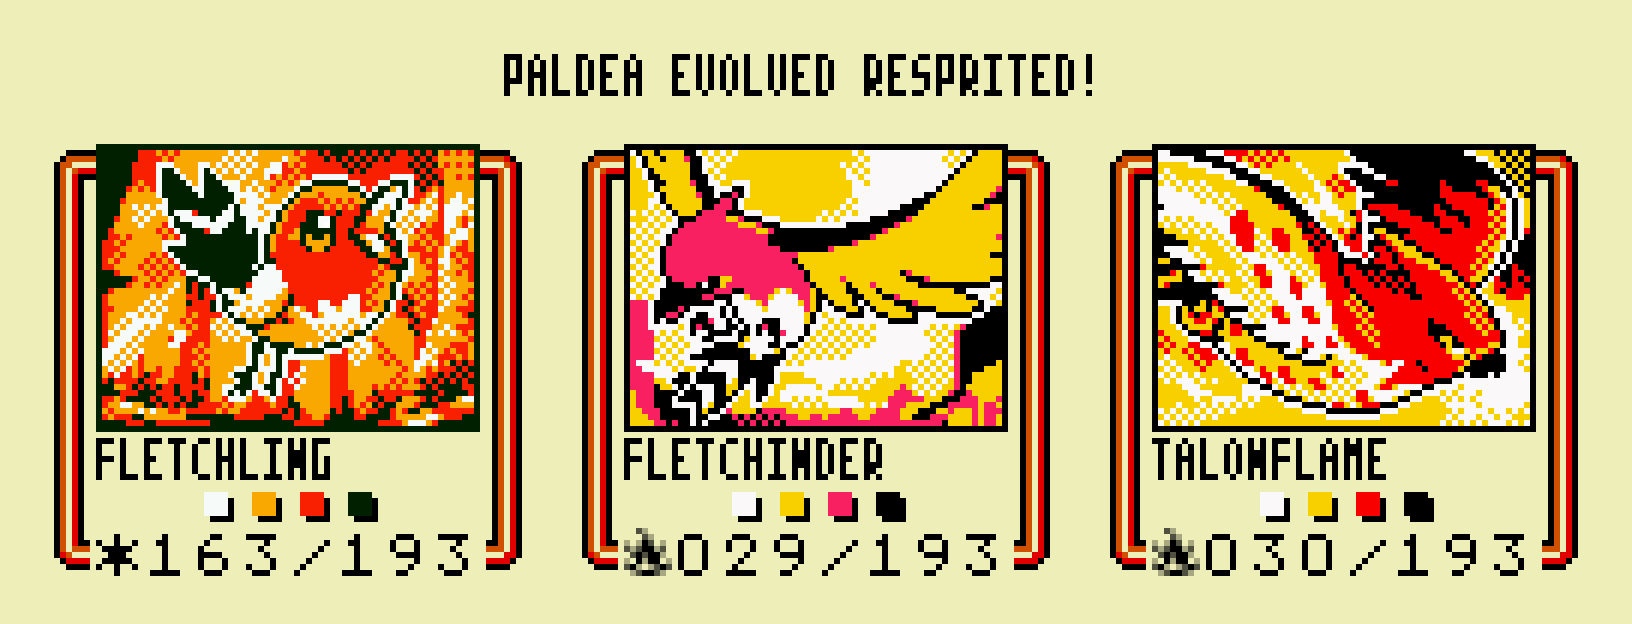 PALDEA EVOLVED RESPRITED!
FLETCHLING
163/193
FLETCHINDER
029/193
TALONFLAME
030/193